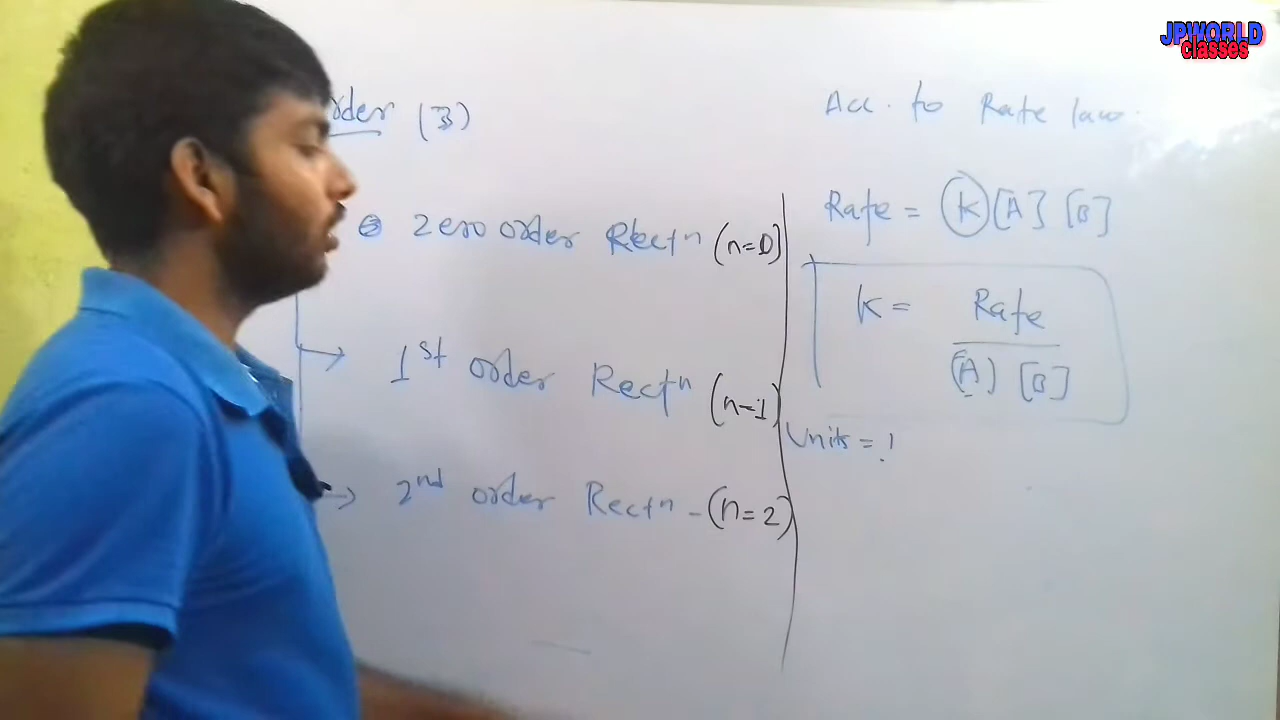 JPWORLD
classes
order (3)
Zero order Rectⁿ (n=0)
1st order Rectⁿ (n=1)
2nd order Rectⁿ - (n=2)
Acc. to Rate law.
Rate = K [A] [B]
K = Rate
[A] [B]
Units = !